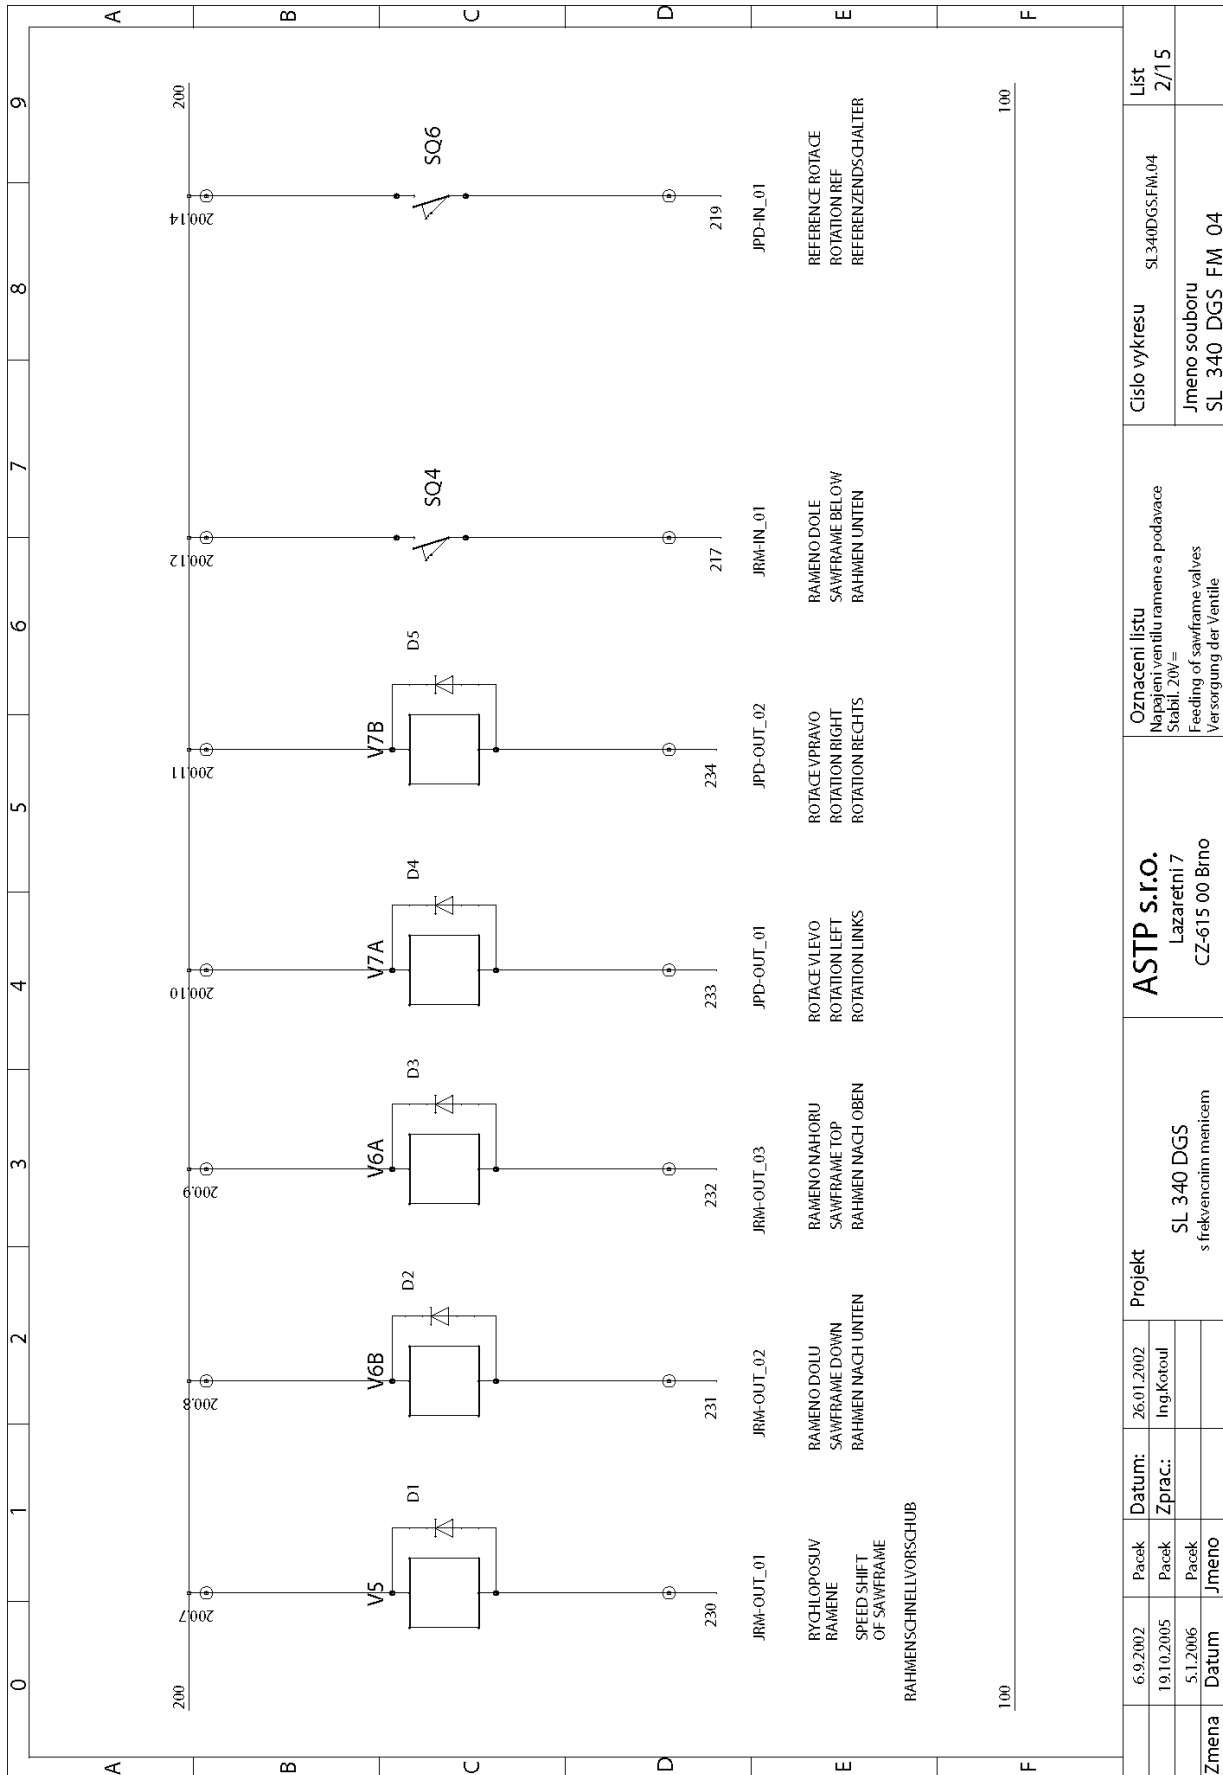 0 1 2 3 4 5 6 7 8 9
A
B
C
D
E
F
A
B
C
D
E
F
200
200
200.7
200.8
200.9
200.10
200.11
200.12
200.14
V5
D1
V6B
D2
V6A
D3
V7A
D4
V7B
D5
SQ4
SQ6
230
231
232
233
234
217
219
JRM-OUT_01
JRM-OUT_02
JRM-OUT_03
JPD-OUT_01
JPD-OUT_02
JRM-IN_01
JPD-IN_01
RYCHLOPOSUV
RAMENE
SPEED SHIFT
OF SAWFRAME
RAHMENSCHNELLVORSCHUB
RAMENO DOLU
SAWFRAME DOWN
RAHMEN NACH UNTEN
RAMENO NAHORU
SAWFRAME TOP
RAHMEN NACH OBEN
ROTACE VLEVO
ROTATION LEFT
ROTATION LINKS
ROTACE VPRAVO
ROTATION RIGHT
ROTATION RECHTS
RAMENO DOLE
SAWFRAME BELOW
RAHMEN UNTEN
REFERENCE ROTACE
ROTATION REF
REFERENZENDSCHALTER
100
100
6.9.2002 Pacek
19.10.2005 Pacek
5.1.2006 Pacek
Zmena Datum Jmeno
Datum: 26.01.2002
Zprac.: Ing.Kotoul
Projekt
SL 340 DGS
s frekvencnim menicem
ASTP s.r.o.
Lazaretni 7
CZ-615 00 Brno
Oznaceni listu
Napajeni ventilu ramene a podavace
Stabil. 20V=
Feeding of sawframe valves
Versorgung der Ventile
Cislo vykresu
SL340DGS.FM.04
Jmeno souboru
SL 340 DGS FM 04
List
2/15